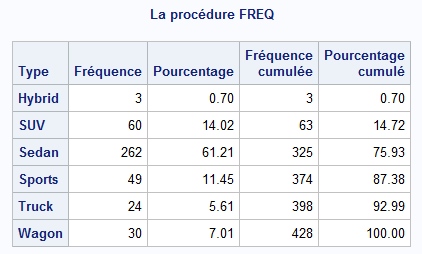 La procédure FREQ
Type Fréquence Pourcentage Fréquence cumulée Pourcentage cumulé
Hybrid 3 0.70 3 0.70
SUV 60 14.02 63 14.72
Sedan 262 61.21 325 75.93
Sports 49 11.45 374 87.38
Truck 24 5.61 398 92.99
Wagon 30 7.01 428 100.00